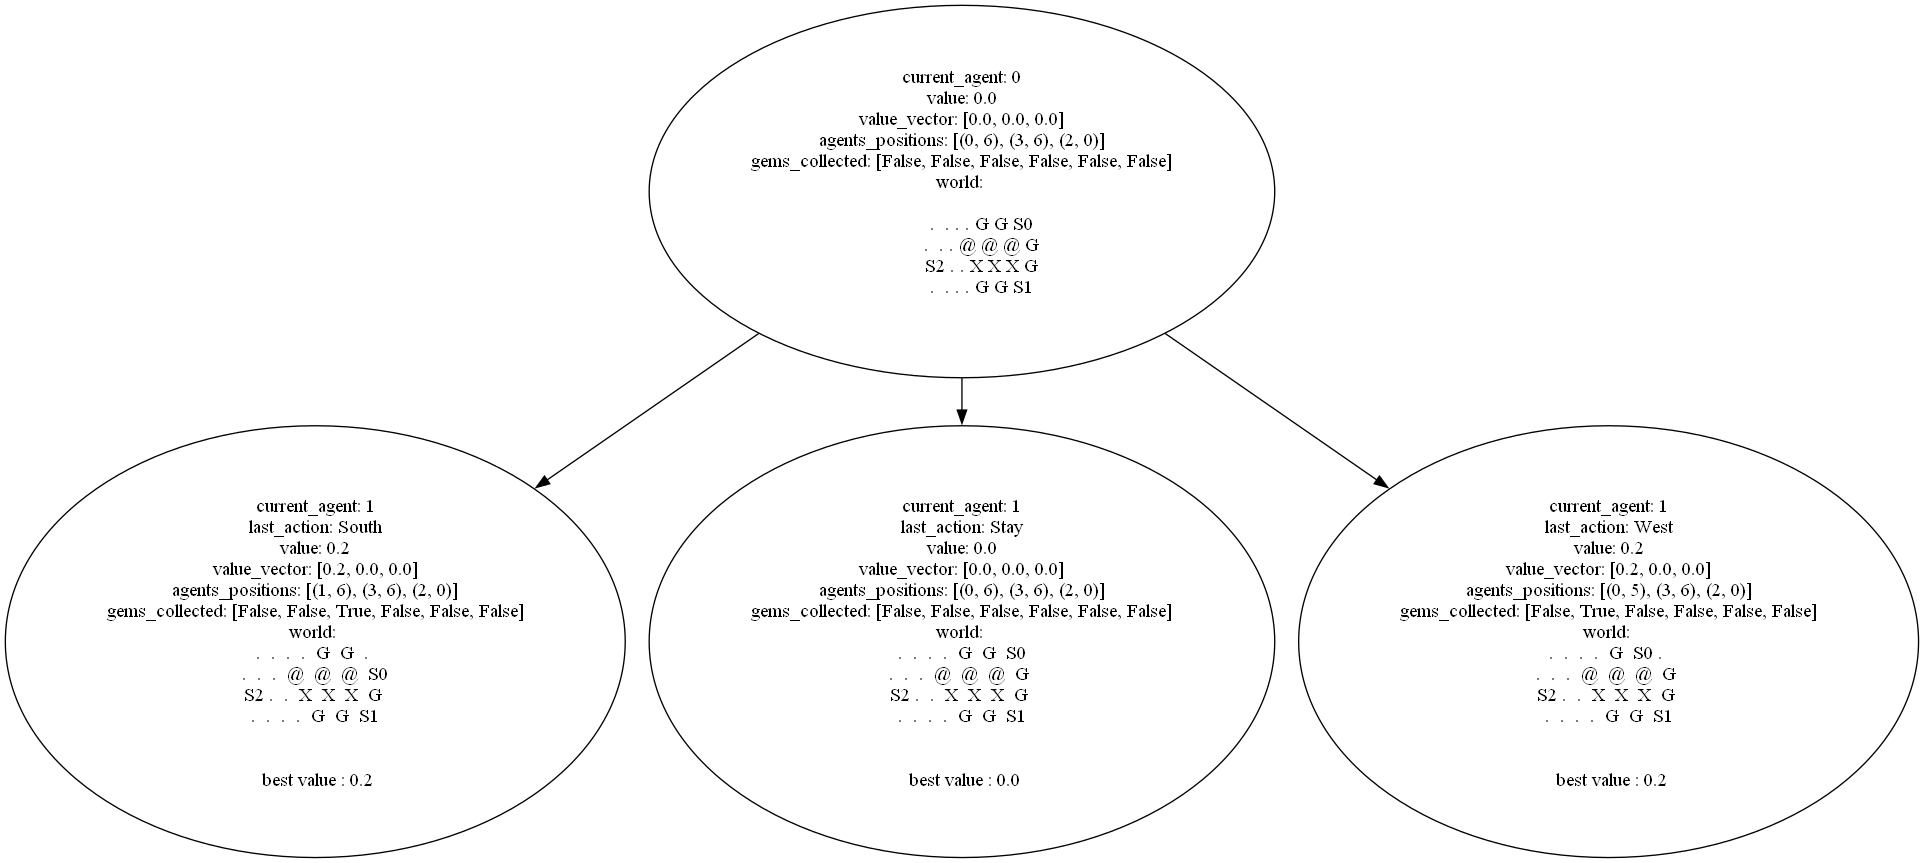 current_agent: 0
value: 0.0
value_vector: [0.0, 0.0, 0.0]
agents_positions: [(0, 6), (3, 6), (2, 0)]
gems_collected: [False, False, False, False, False, False]
world:
. . . . G G S0
. . . @ @ @ G
S2 . . X X X G
. . . . G G S1
current_agent: 1
last_action: South
value: 0.2
value_vector: [0.2, 0.0, 0.0]
agents_positions: [(1, 6), (3, 6), (2, 0)]
gems_collected: [False, False, True, False, False, False]
world:
. . . . G G .
. . . @ @ @ S0
S2 . . X X X G
. . . . G G S1
best value : 0.2
current_agent: 1
last_action: Stay
value: 0.0
value_vector: [0.0, 0.0, 0.0]
agents_positions: [(0, 6), (3, 6), (2, 0)]
gems_collected: [False, False, False, False, False, False]
world:
. . . . G G S0
. . . @ @ @ G
S2 . . X X X G
. . . . G G S1
best value : 0.0
current_agent: 1
last_action: West
value: 0.2
value_vector: [0.2, 0.0, 0.0]
agents_positions: [(0, 5), (3, 6), (2, 0)]
gems_collected: [False, True, False, False, False, False]
world:
. . . . G S0 .
. . . @ @ @ G
S2 . . X X X G
. . . . G G S1
best value : 0.2